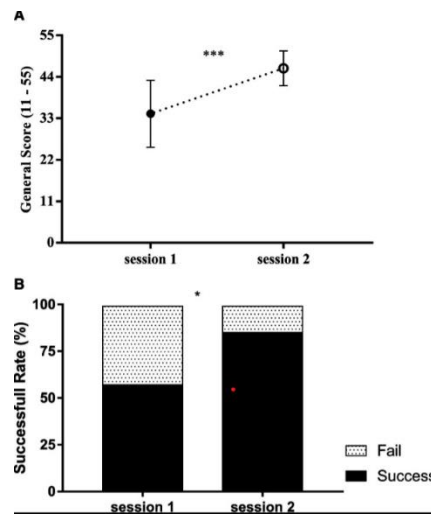 A
General Score (11 - 55)
55
44
33
22
11
0
***
session 1
session 2
B
Successfull Rate (%)
100
75
50
25
0
*
session 1
session 2
Fail
Success